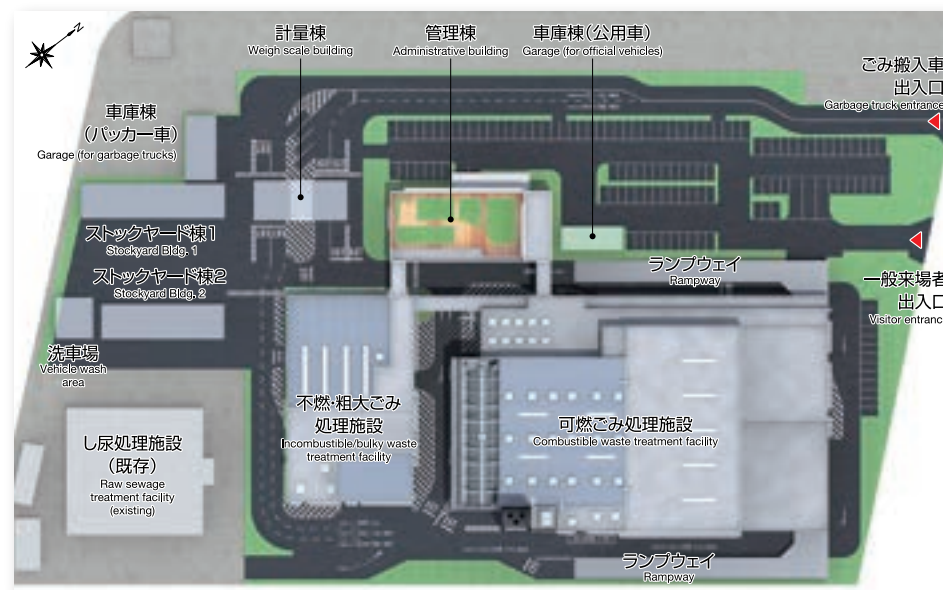 N
計量棟
Weigh scale building
管理棟
Administrative building
車庫棟(公用車)
Garage (for official vehicles)
ごみ搬入車
出入口
Garbage truck entrance
車庫棟
(パッカー車)
Garage (for garbage trucks)
ストックヤード棟1
Stockyard Bldg. 1
ストックヤード棟2
Stockyard Bldg. 2
ランプウェイ
Rampway
一般来場者
出入口
Visitor entranc
洗車場
Vehicle wash
area
不燃・粗大ごみ
処理施設
Incombustible/bulky waste
treatment facility
可燃ごみ処理施設
Combustible waste treatment facility
し尿処理施設
(既存)
Raw sewage
treatment facility
(existing)
ランプウェイ
Rampway